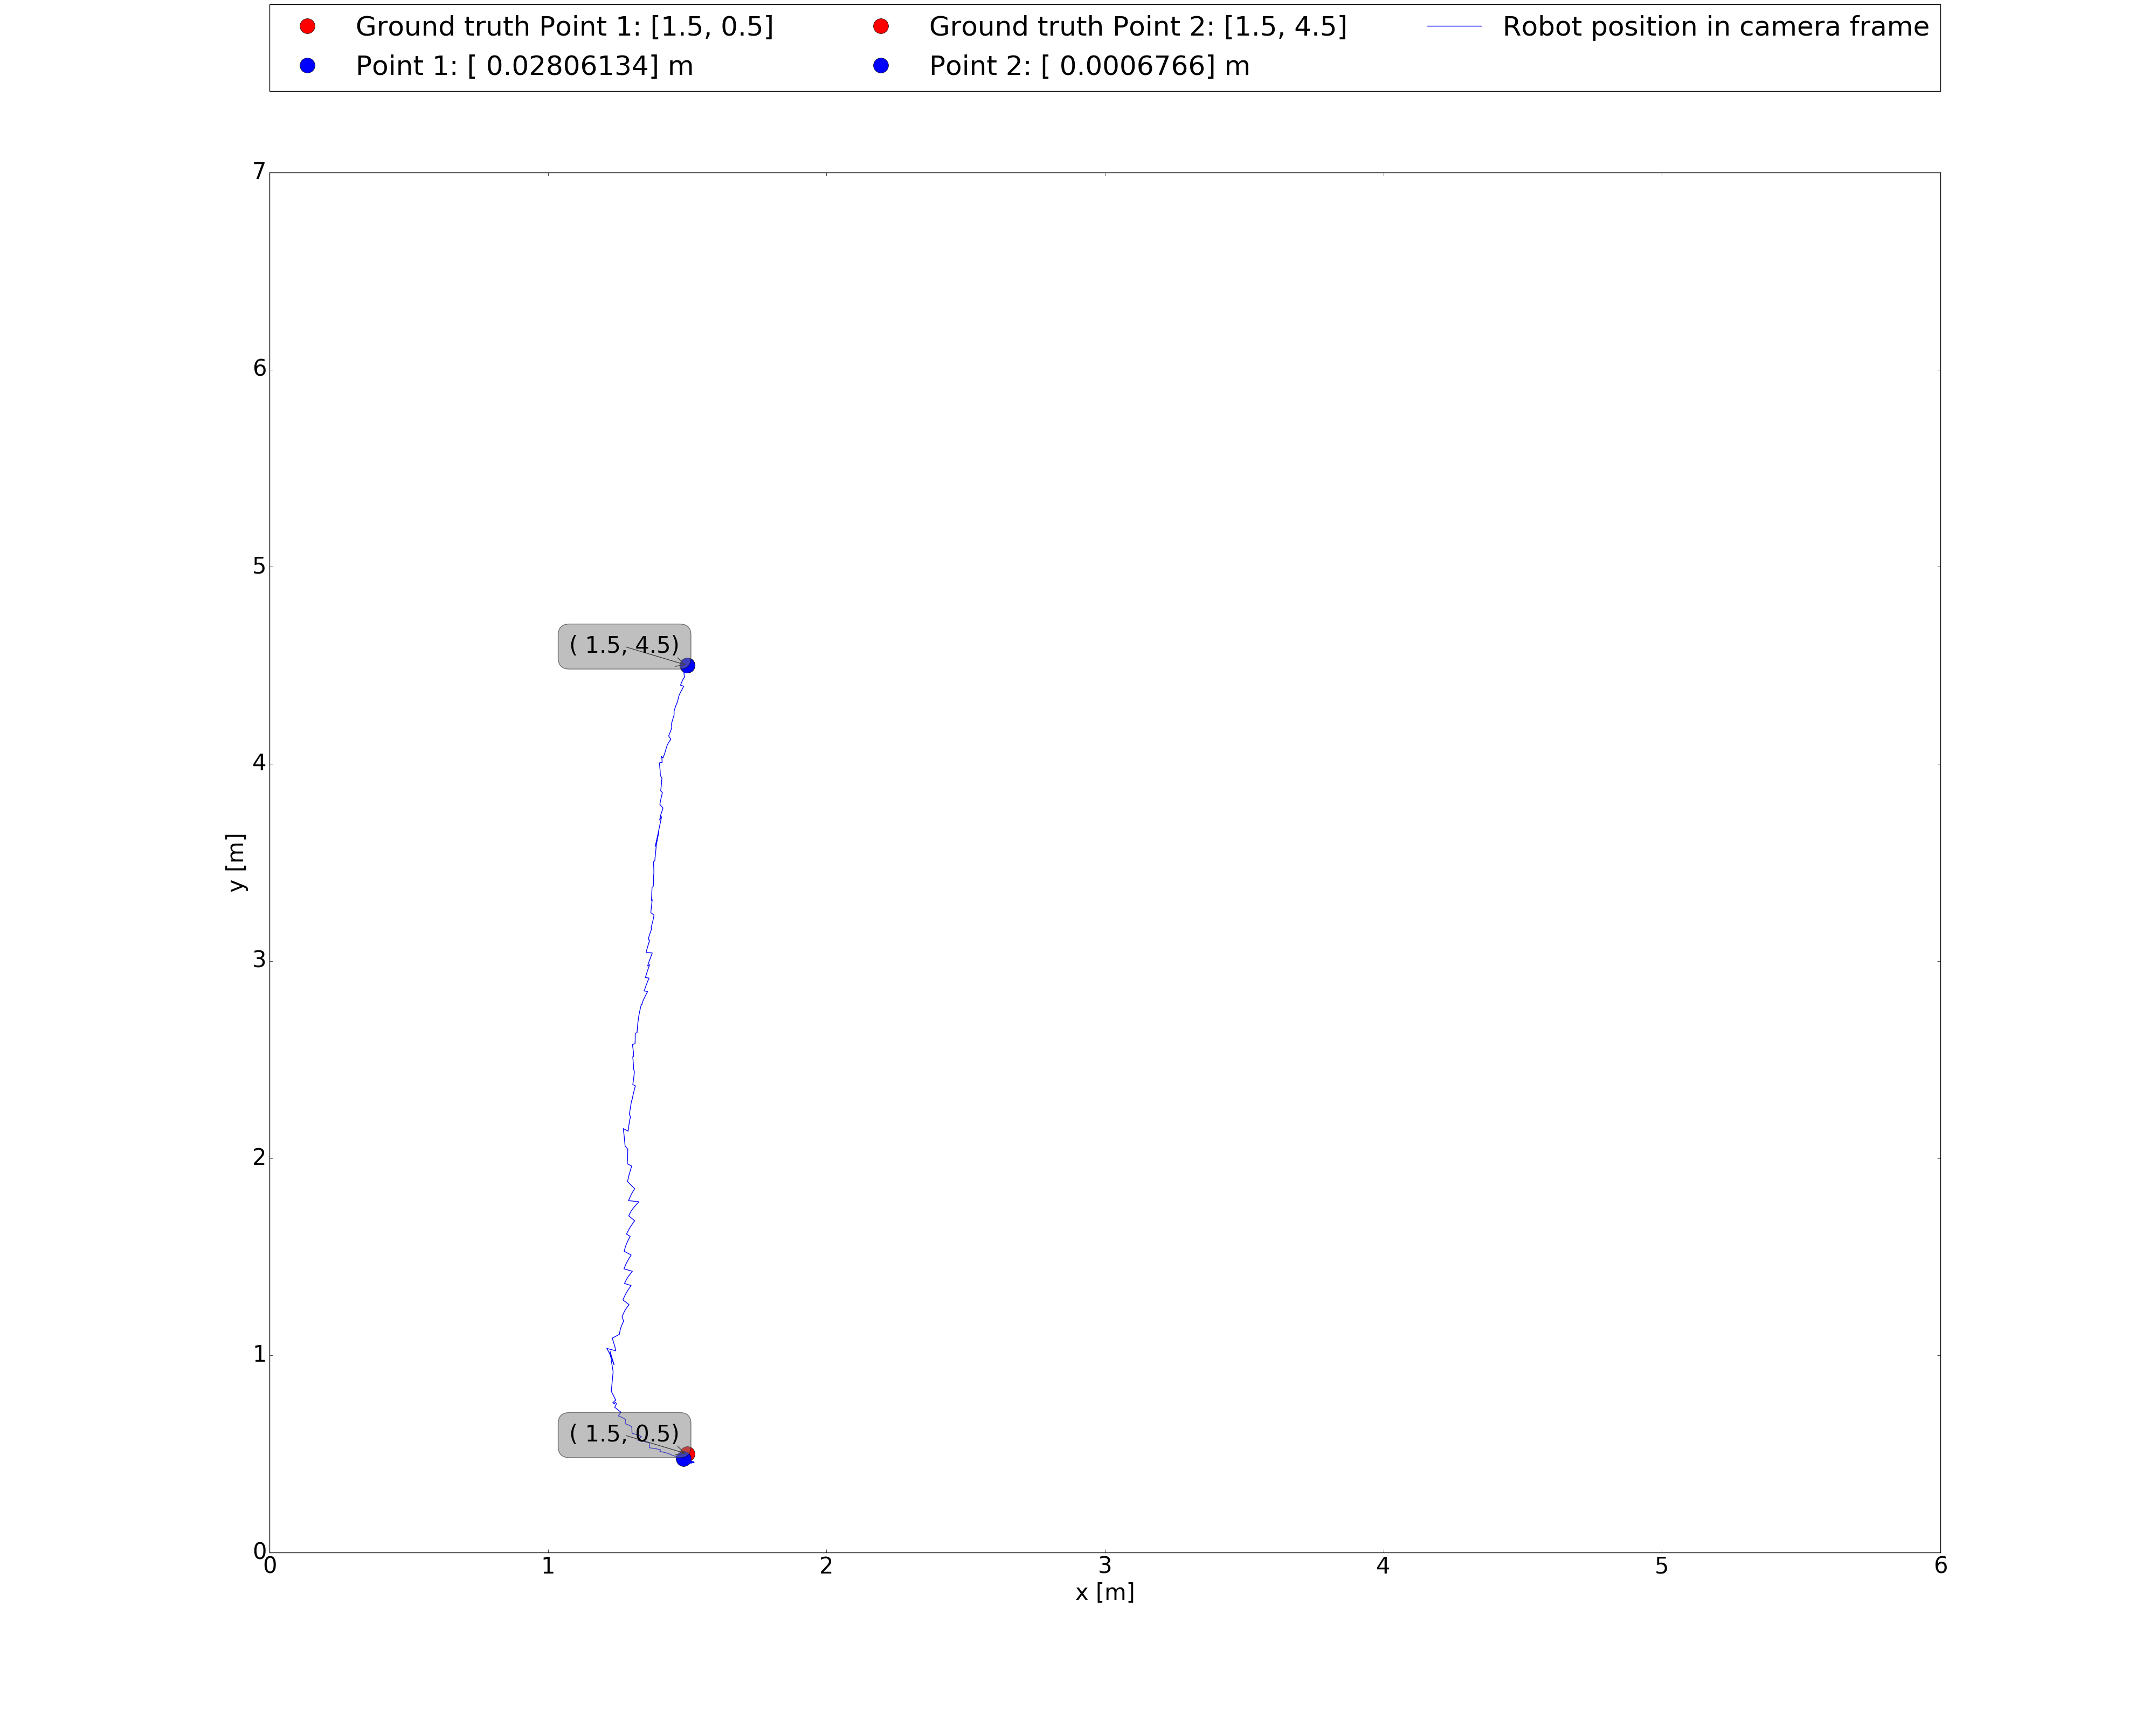 Ground truth Point 1: [1.5, 0.5]
Point 1: [ 0.02806134] m
Ground truth Point 2: [1.5, 4.5]
Point 2: [ 0.0006766] m
Robot position in camera frame
7
6
5
4
3
2
1
0
y [m]
( 1.5, 4.5)
( 1.5, 0.5)
0
1
2
3
4
5
6
x [m]